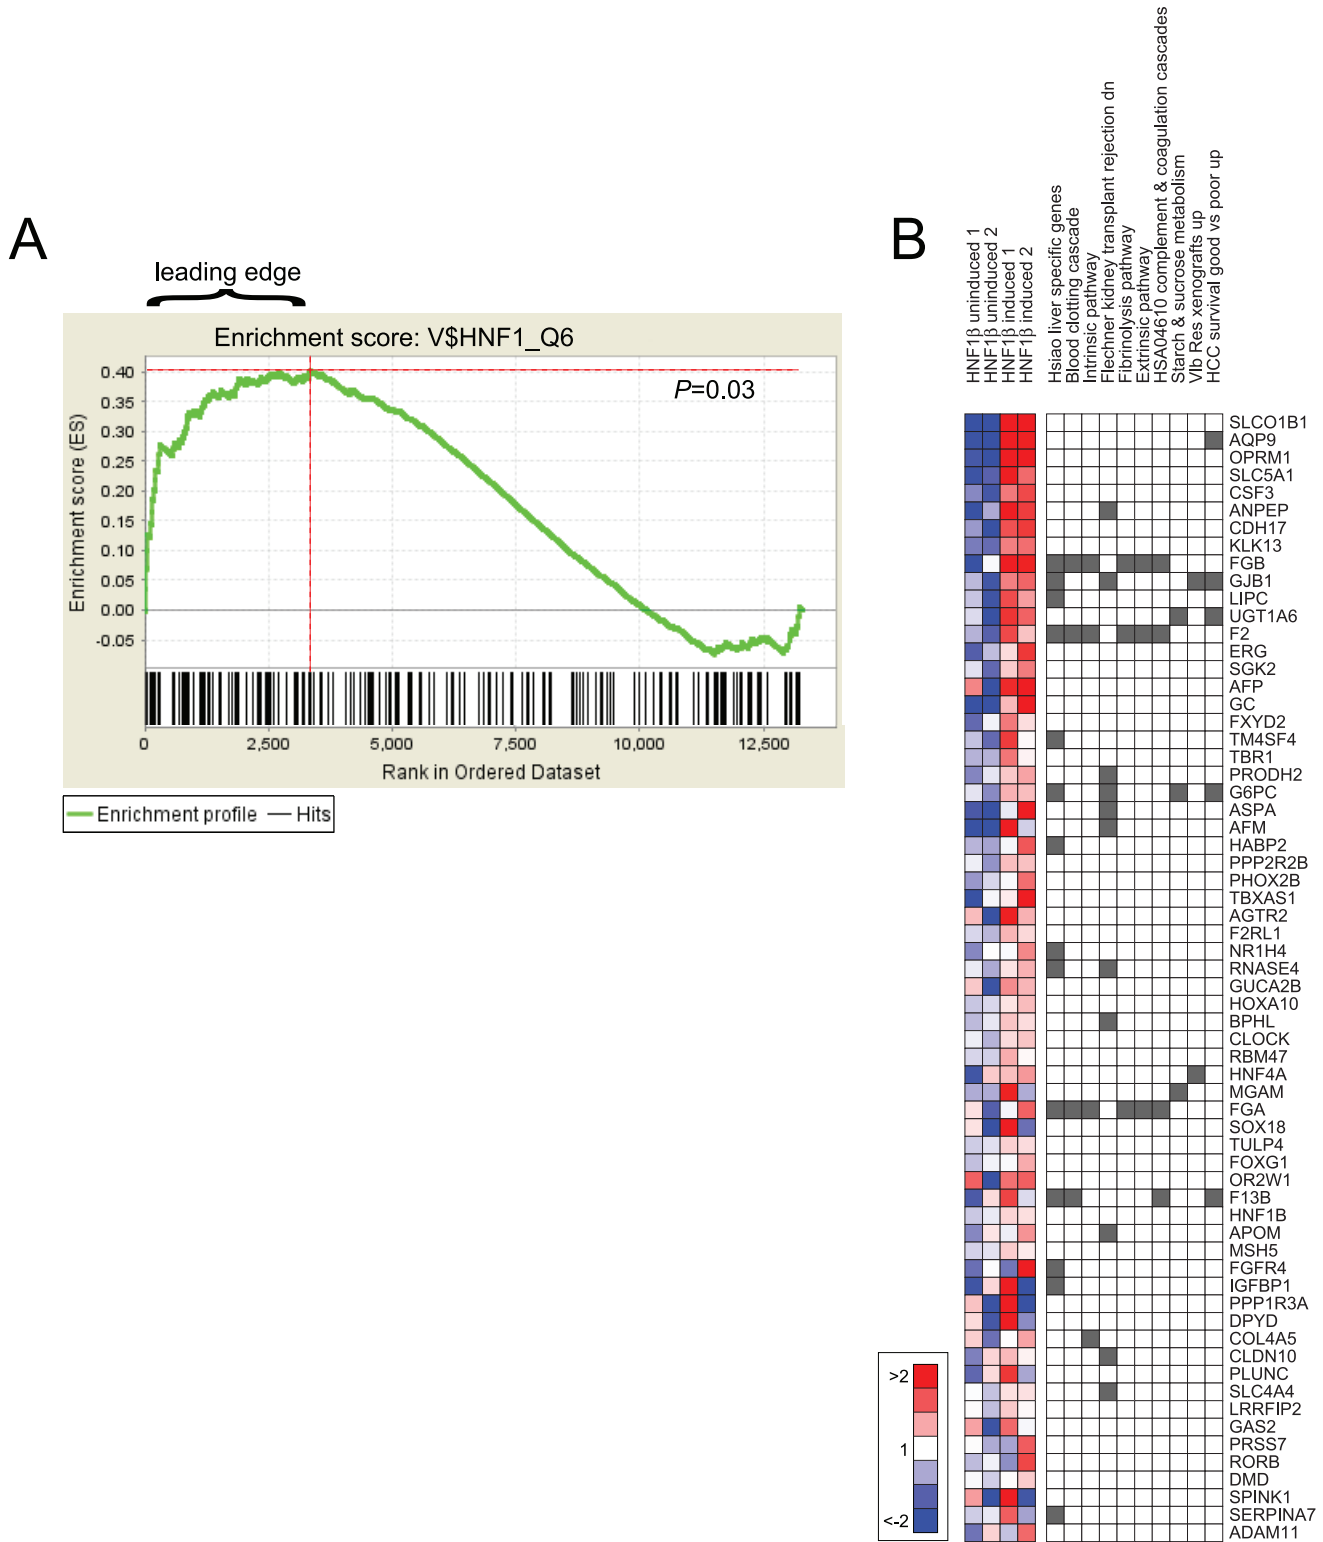 A
leading edge
Enrichment score: V$HNF1_Q6
P=0.03
Enrichment score (ES)
0.40
0.35
0.30
0.25
0.20
0.15
0.10
0.05
0.00
-0.05
0
2,500
5,000
7,500
10,000
12,500
Rank in Ordered Dataset
Enrichment profile
Hits
B
HNF1β uninduced 1
HNF1β uninduced 2
HNF1β induced 1
HNF1β induced 2
Hsiao liver specific genes
Blood clotting cascade
Intrinsic pathway
Flechner kidney transplant rejection dn
Fibrinolysis pathway
Extrinsic pathway
HSA04610 complement & coagulation cascades
Starch & sucrose metabolism
VIb Res xenografts up
HCC survival good vs poor up
SLCO1B1
AQP9
OPRM1
SLC5A1
CSF3
ANPEP
CDH17
KLK13
FGB
GJB1
LIPC
UGT1A6
F2
ERG
SGK2
AFP
GC
FXYD2
TM4SF4
TBR1
PRODH2
G6PC
ASPA
AFM
HABP2
PPP2R2B
PHOX2B
TBXAS1
AGTR2
F2RL1
NR1H4
RNASE4
GUCA2B
HOXA10
BPHL
CLOCK
RBM47
HNF4A
MGAM
FGA
SOX18
TULP4
FOXG1
OR2W1
F13B
HNF1B
APOM
MSH5
FGFR4
IGFBP1
PPP1R3A
DPYD
COL4A5
CLDN10
PLUNC
SLC4A4
LRRFIP2
GAS2
PRSS7
RORB
DMD
SPINK1
SERPINA7
ADAM11
>2
1
<-2